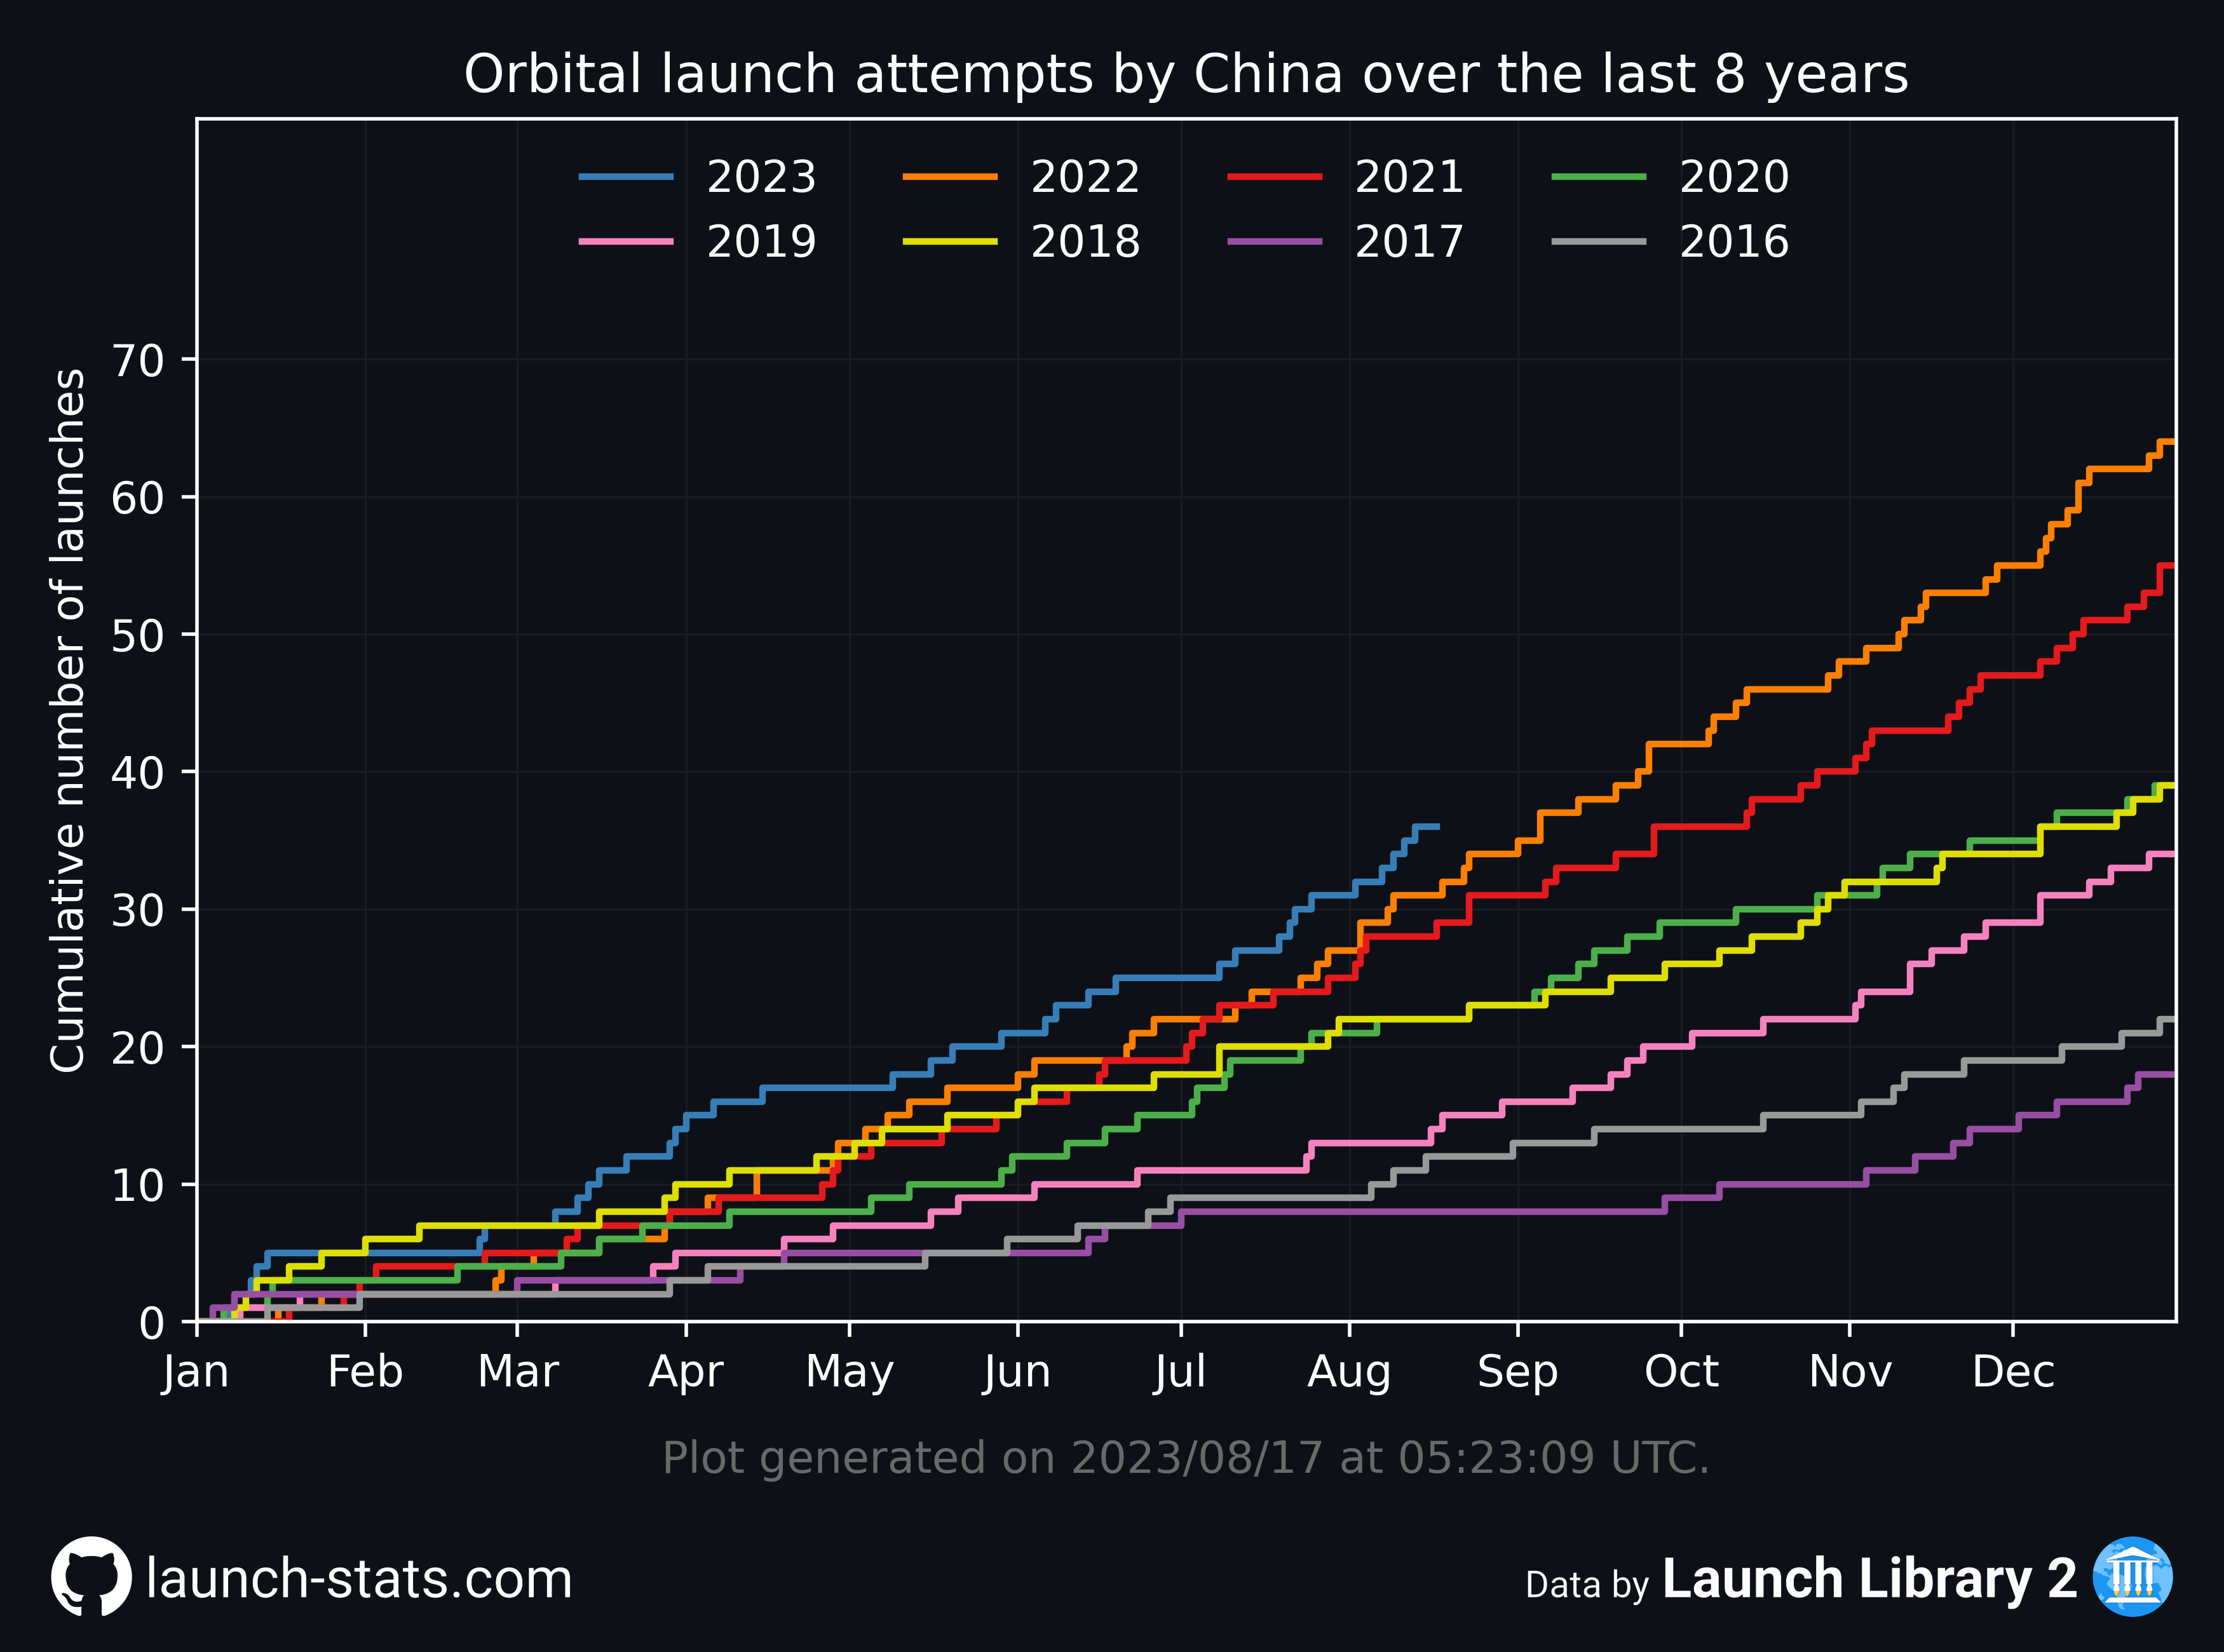 Orbital launch attempts by China over the last 8 years
2023 2022 2021 2020
2019 2018 2017 2016
Cumulative number of launches
70
60
50
40
30
20
10
0
Jan Feb Mar Apr May Jun Jul Aug Sep Oct Nov Dec
Plot generated on 2023/08/17 at 05:23:09 UTC.
launch-stats.com
Data by Launch Library 2